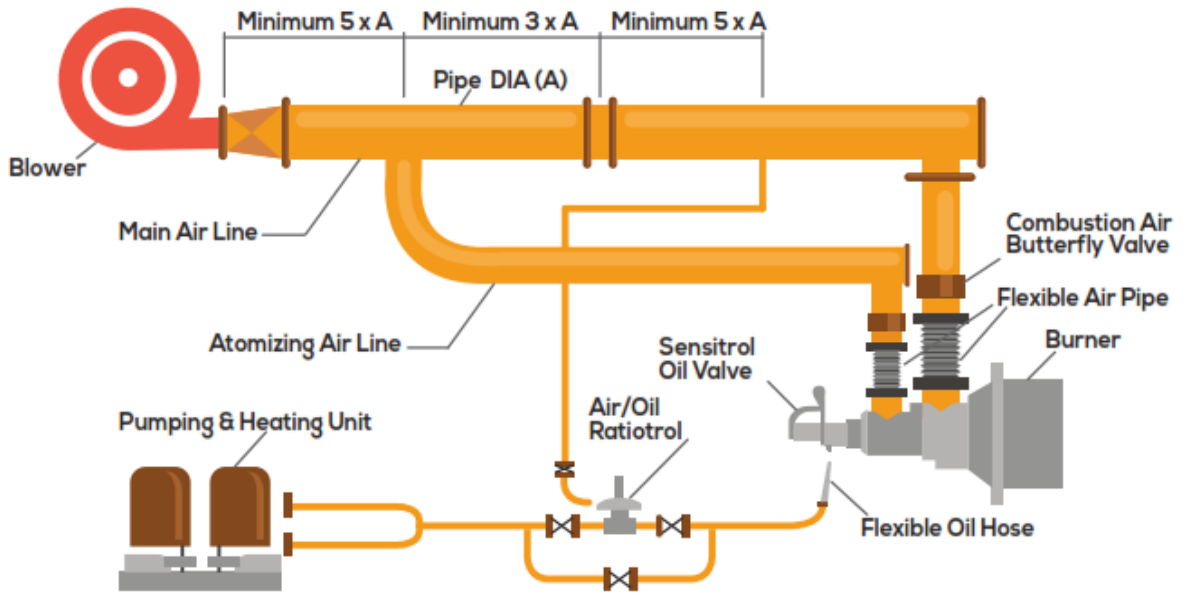 Minimum 5 x A
Minimum 3 x A
Minimum 5 x A
Pipe DIA (A)
Blower
Main Air Line
Combustion Air
Butterfly Valve
Flexible Air Pipe
Atomizing Air Line
Sensitrol
Oil Valve
Burner
Air/Oil
Ratiotrol
Pumping & Heating Unit
Flexible Oil Hose